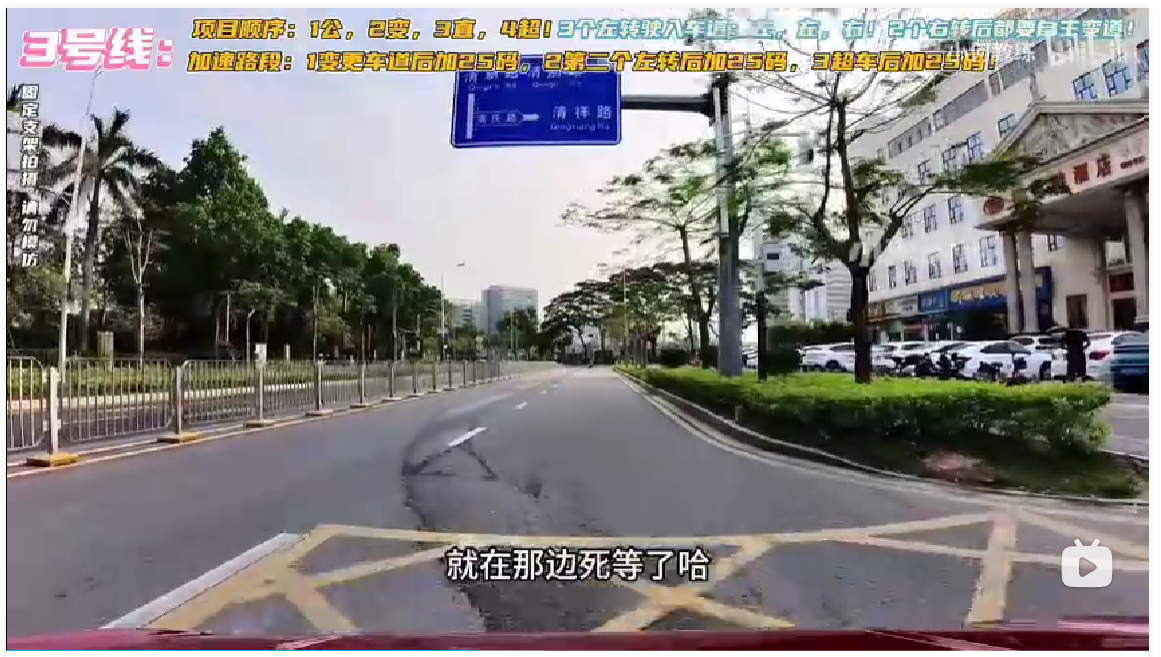 3号线:
项目顺序：1公，2变，3直，4超！3个左转驶入车道：左，左，右！2个右转后都要自主变道！
加速路段：1变更车道后加25码，2第二个左转后加25码，3超车后加25码！
固定支架拍摄 请勿模仿
清祥路
Qingxiang Rd
酒店
就在那边死等了哈